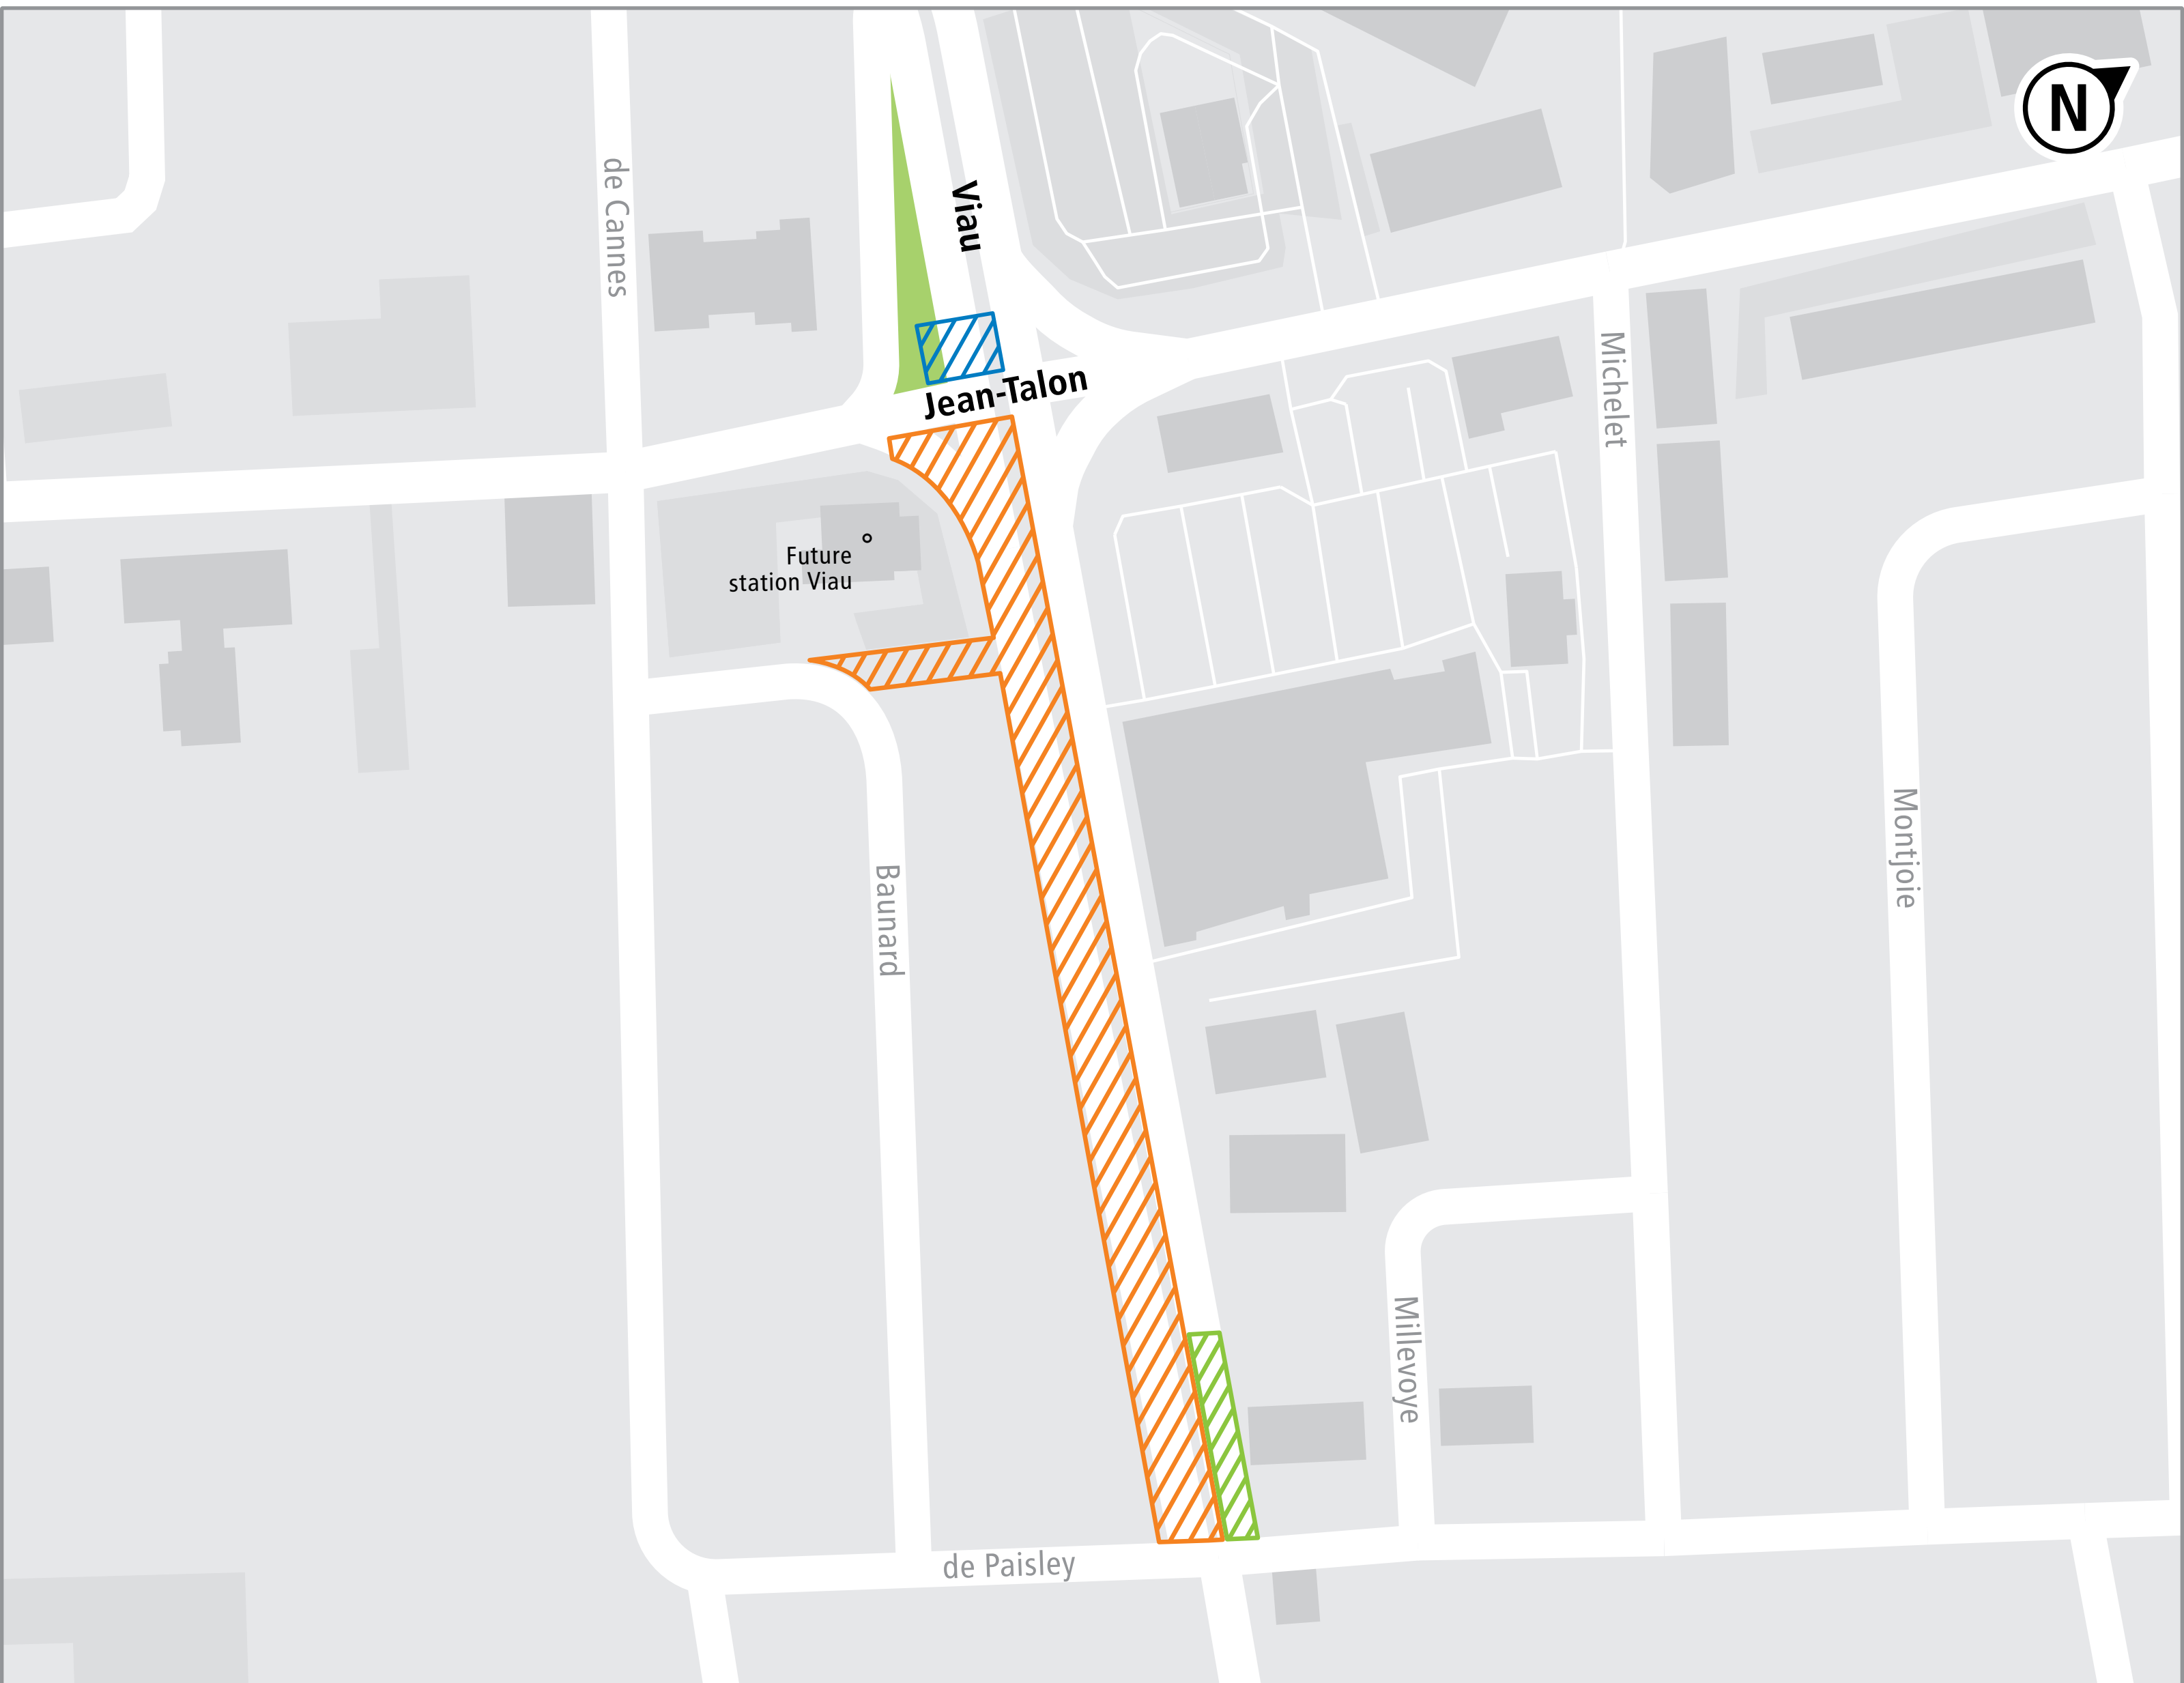 N
de Cannes
Viau
Jean-Talon
Michelet
Future
station Viau
Montjoie
Baunard
Millevoye
de Paisley